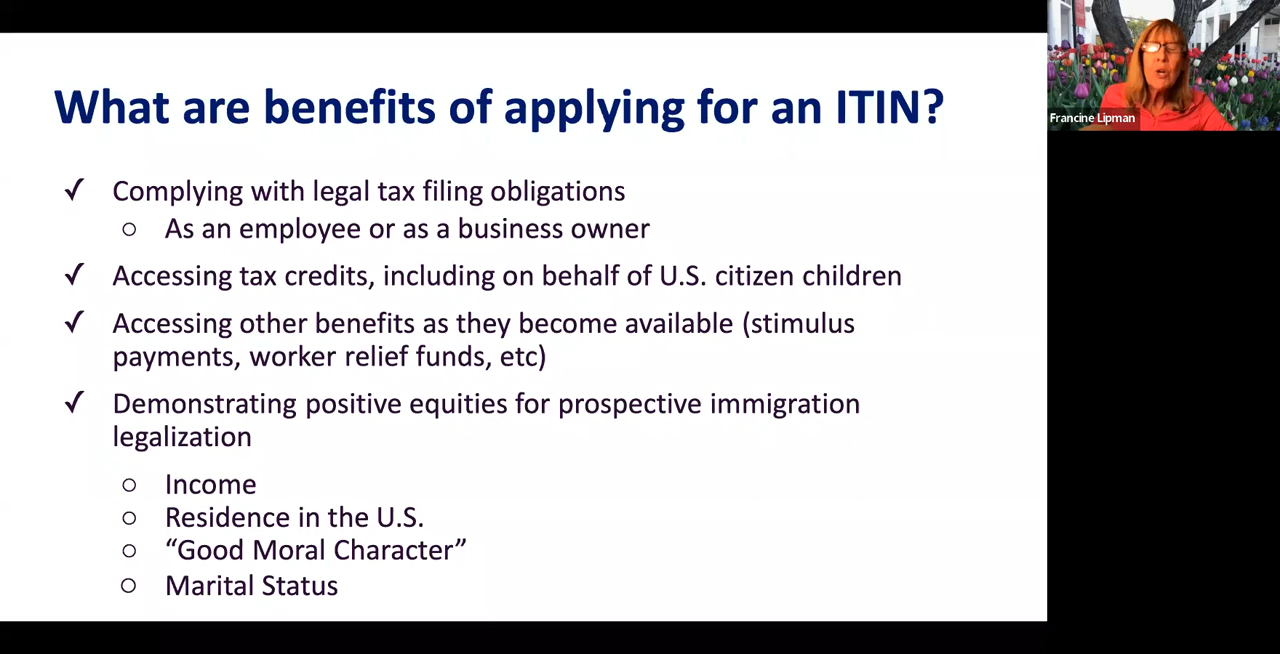 What are benefits of applying for an ITIN?
✓ Complying with legal tax filing obligations
○ As an employee or as a business owner
✓ Accessing tax credits, including on behalf of U.S. citizen children
✓ Accessing other benefits as they become available (stimulus
payments, worker relief funds, etc)
✓ Demonstrating positive equities for prospective immigration
legalization
○ Income
○ Residence in the U.S.
○ “Good Moral Character”
○ Marital Status
Francine Lipman